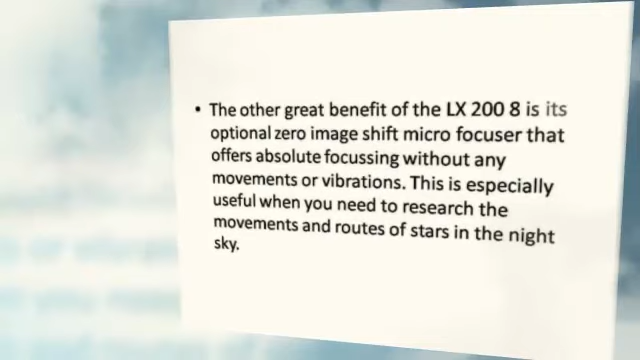 • The other great benefit of the LX 200 8 is its
optional zero image shift micro focuser that
offers absolute focussing without any
movements or vibrations. This is especially
useful when you need to research the
movements and routes of stars in the night
sky.